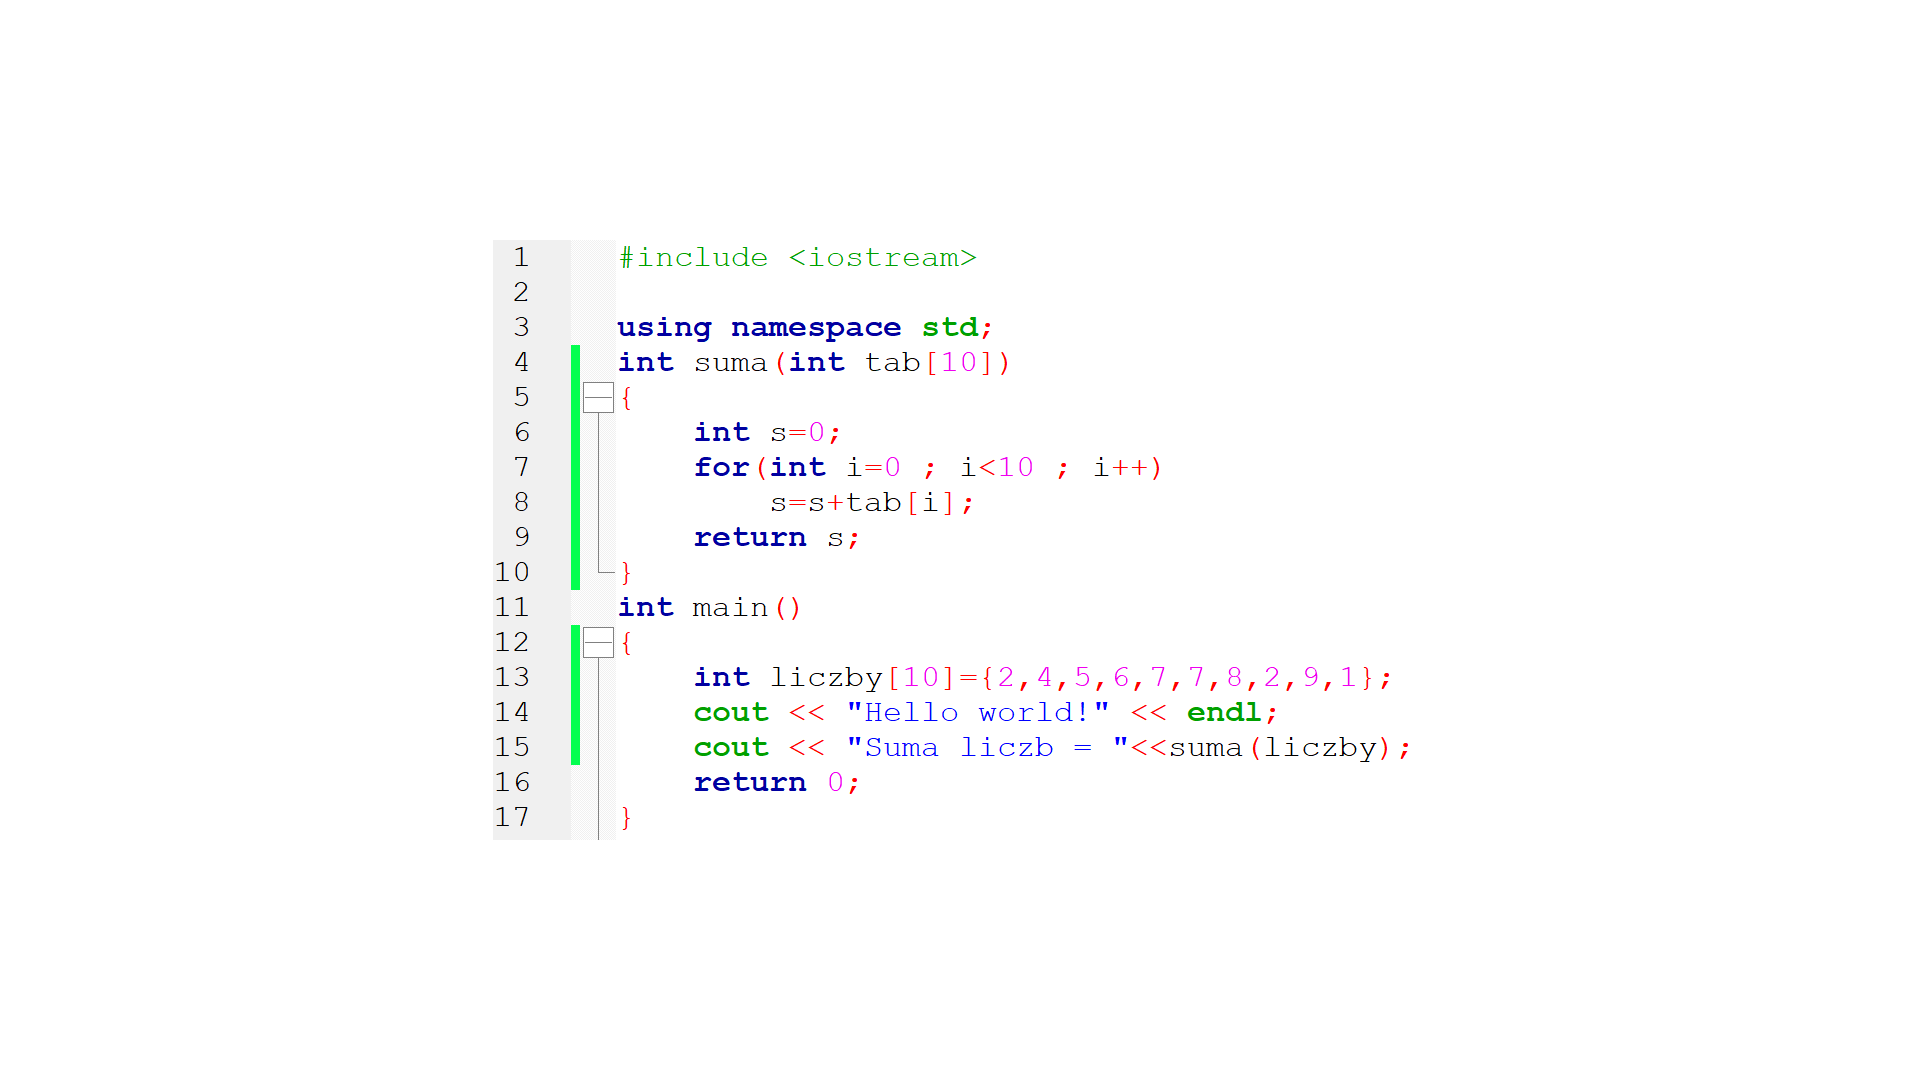 1 #include <iostream>
2
3 using namespace std;
4 int suma(int tab[10])
5 {
6     int s=0;
7     for(int i=0 ; i<10 ; i++)
8         s=s+tab[i];
9     return s;
10 }
11 int main()
12 {
13     int liczby[10]={2,4,5,6,7,7,8,2,9,1};
14     cout << "Hello world!" << endl;
15     cout << "Suma liczb = "<<suma(liczby);
16     return 0;
17 }